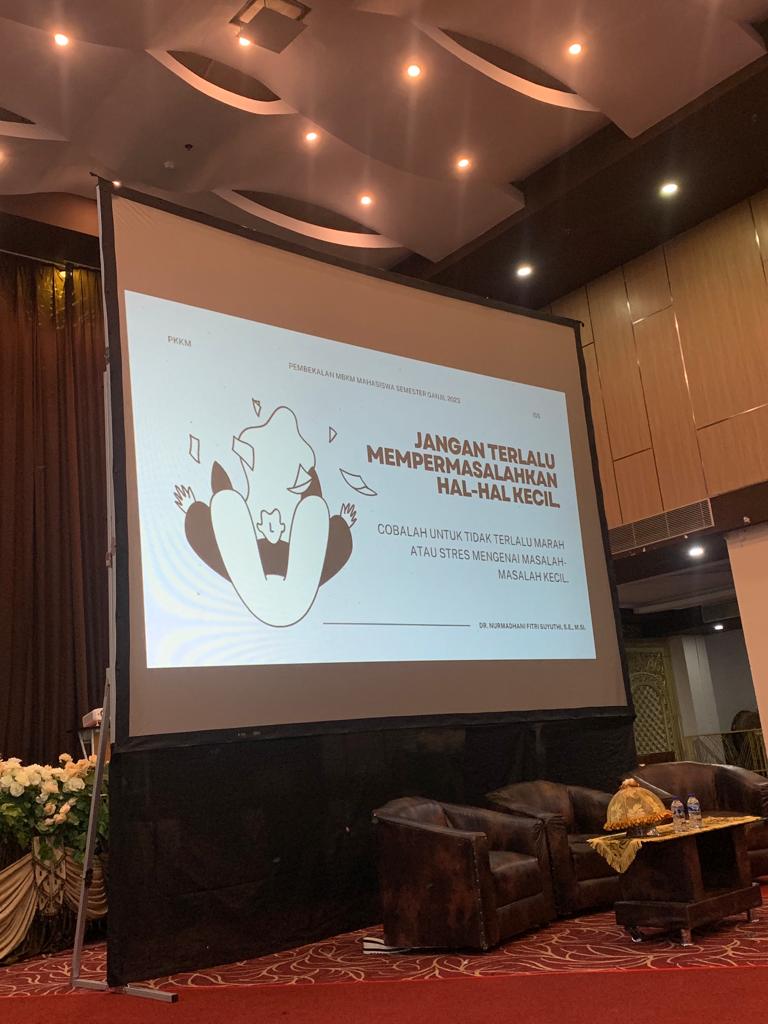 PKKM
PEMBEKALAN MBKM MAHASISWA SEMESTER GANJIL 2023
JANGAN TERLALU
MEMPERMASALAHKAN
HAL-HAL KECIL.
COBALAH UNTUK TIDAK TERLALU MARAH
ATAU STRES MENGENAI MASALAH-
MASALAH KECIL.
DR. NURMADHANI FITRI SUYUTHI, S.E., M.SI.